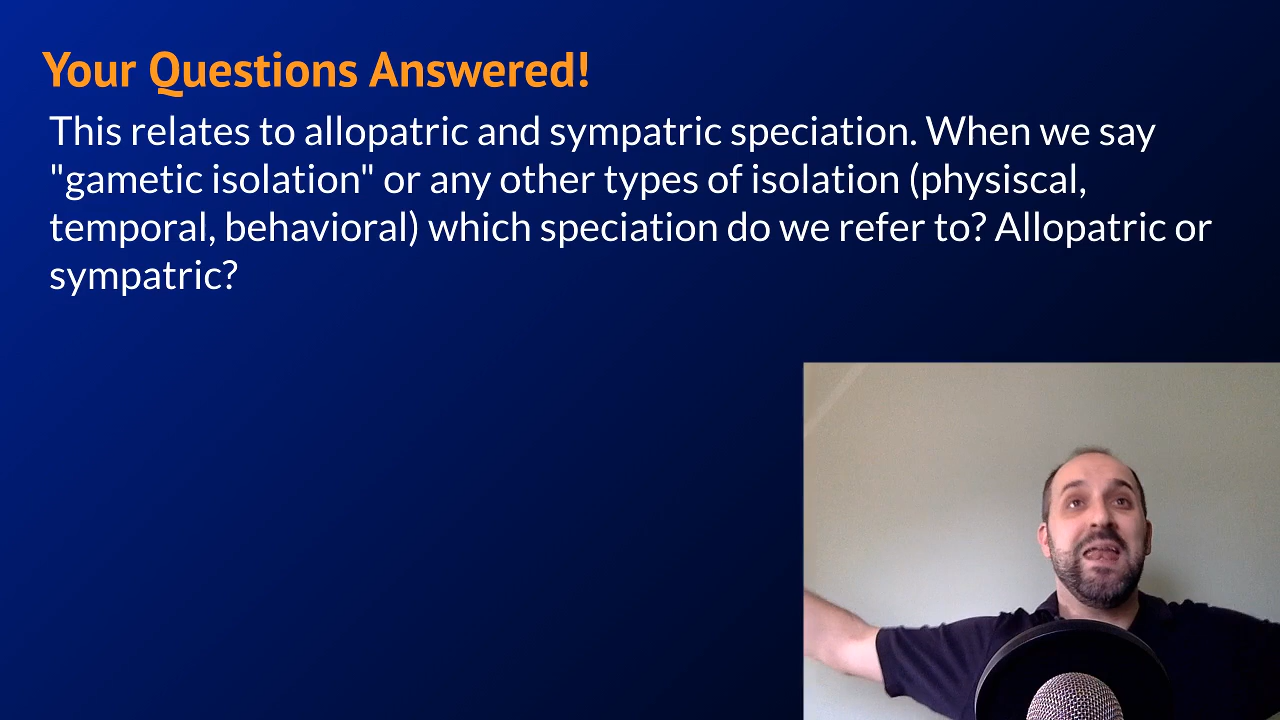 Your Questions Answered!
This relates to allopatric and sympatric speciation. When we say
"gametic isolation" or any other types of isolation (physiscal,
temporal, behavioral) which speciation do we refer to? Allopatric or
sympatric?